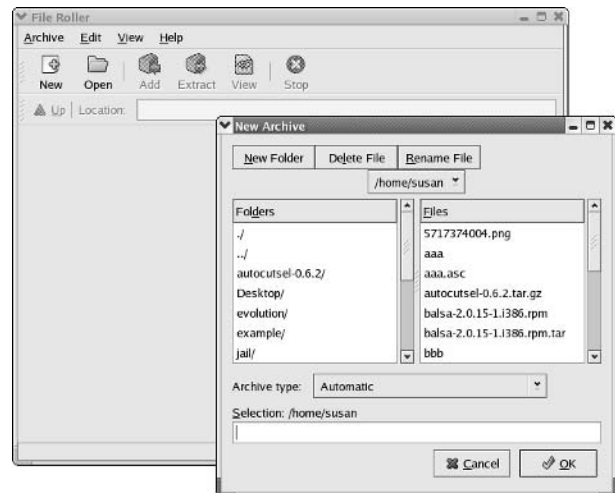 File Roller
Archive Edit View Help
New Open Add Extract View Stop
Up Location:
New Archive
New Folder Delete File Rename File
/home/susan
Folders
./
../
autocutsel-0.6.2/
Desktop/
evolution/
example/
jail/
Files
5717374004.png
aaa
aaa.asc
autocutsel-0.6.2.tar.gz
balsa-2.0.15-1.i386.rpm
balsa-2.0.15-1.i386.rpm.tar
bbb
Archive type: Automatic
Selection: /home/susan
Cancel OK